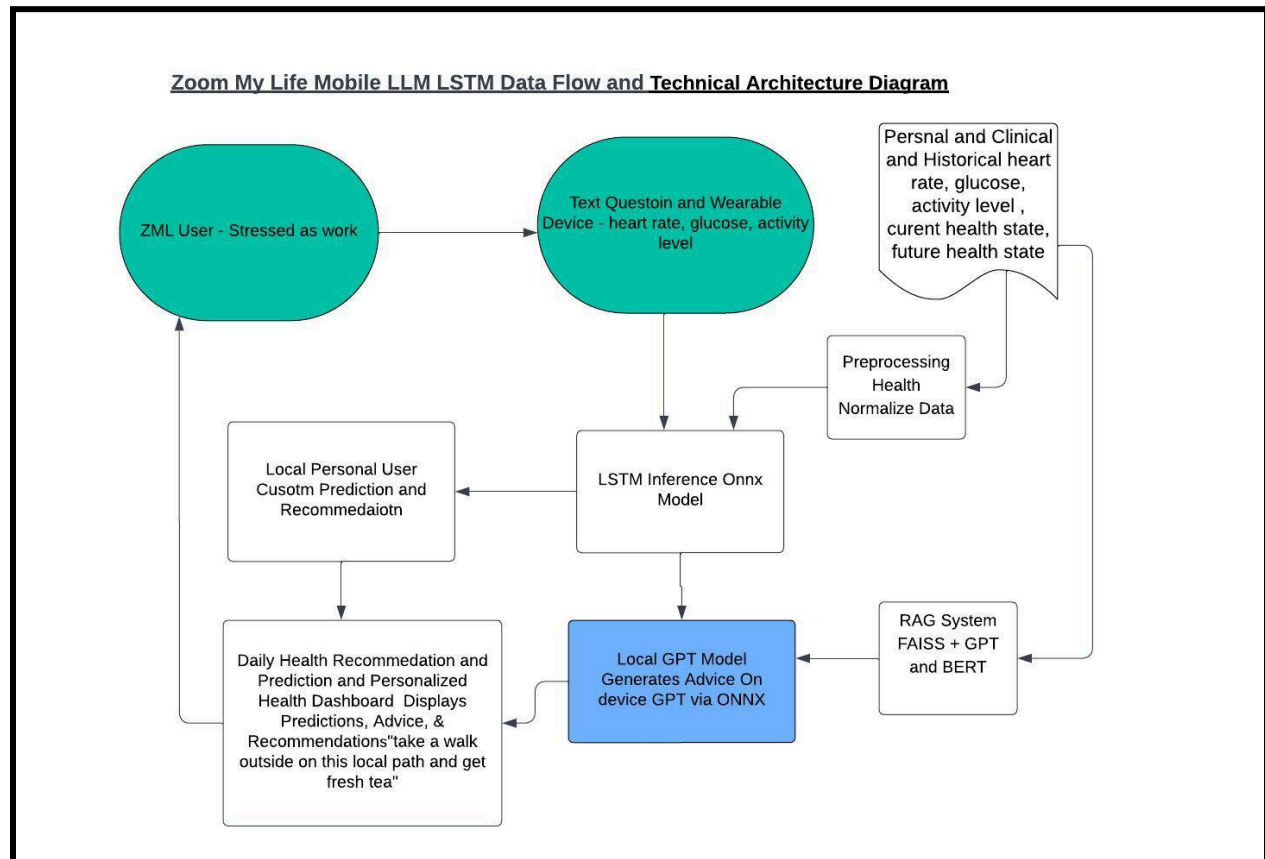 Zoom My Life Mobile LLM LSTM Data Flow and Technical Architecture Diagram
ZML User - Stressed as work
Text Questoin and Wearable
Device - heart rate, glucose, activity
level
Persnal and Clinical
and Historical heart
rate, glucose,
activity level ,
curent health state,
future health state
Preprocessing
Health
Normalize Data
Local Personal User
Cusotm Prediction and
Recommedaiotn
LSTM Inference Onnx
Model
Daily Health Recommedation and
Prediction and Personalized
Health Dashboard Displays
Predictions, Advice, &
Recommendations"take a walk
outside on this local path and get
fresh tea"
Local GPT Model
Generates Advice On
device GPT via ONNX
RAG System
FAISS + GPT
and BERT